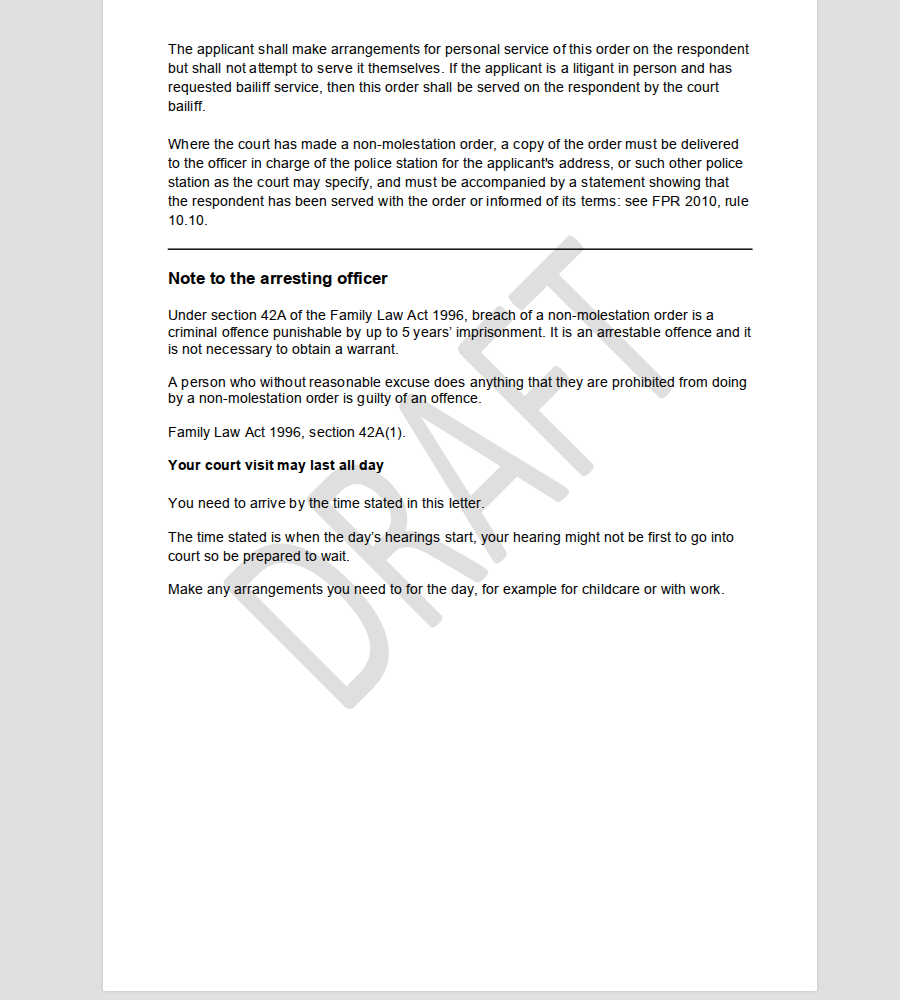 The applicant shall make arrangements for personal service of this order on the respondent
but shall not attempt to serve it themselves. If the applicant is a litigant in person and has
requested bailiff service, then this order shall be served on the respondent by the court
bailiff.
Where the court has made a non-molestation order, a copy of the order must be delivered
to the officer in charge of the police station for the applicant's address, or such other police
station as the court may specify, and must be accompanied by a statement showing that
the respondent has been served with the order or informed of its terms: see FPR 2010, rule
10.10.
Note to the arresting officer
Under section 42A of the Family Law Act 1996, breach of a non-molestation order is a
criminal offence punishable by up to 5 years’ imprisonment. It is an arrestable offence and it
is not necessary to obtain a warrant.
A person who without reasonable excuse does anything that they are prohibited from doing
by a non-molestation order is guilty of an offence.
Family Law Act 1996, section 42A(1).
Your court visit may last all day
You need to arrive by the time stated in this letter.
The time stated is when the day’s hearings start, your hearing might not be first to go into
court so be prepared to wait.
Make any arrangements you need to for the day, for example for childcare or with work.
DRAFT